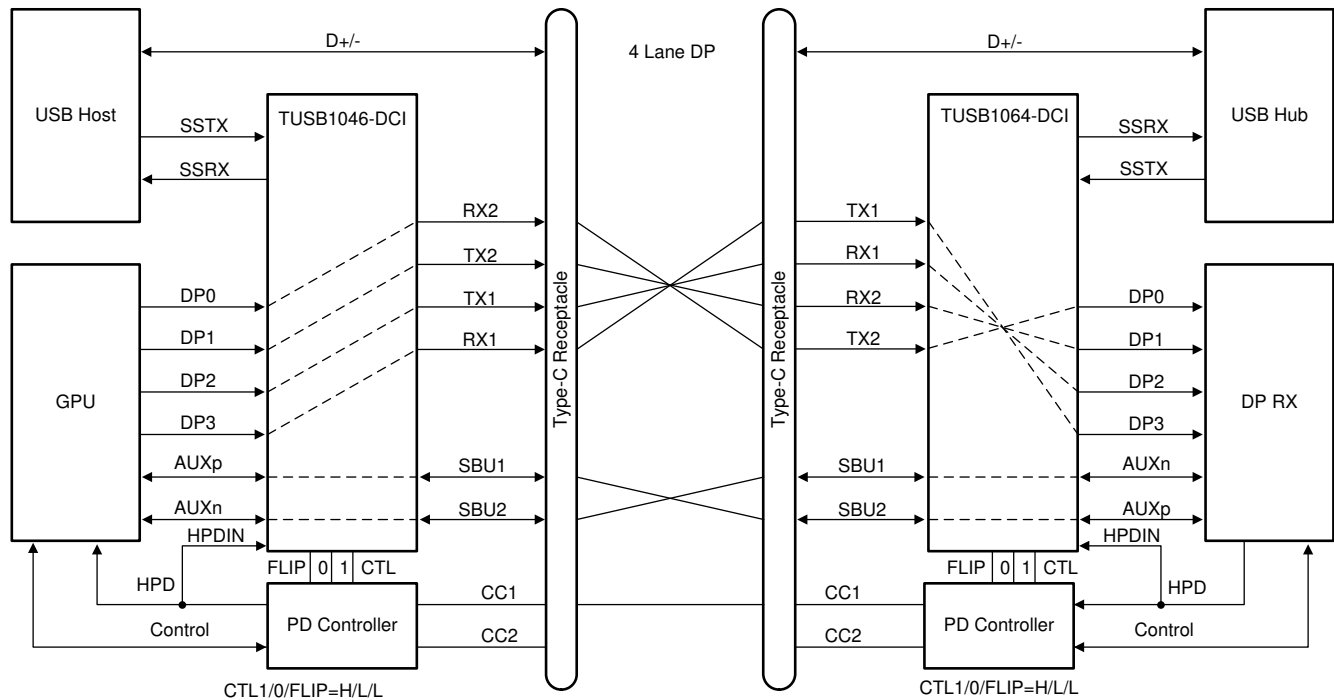 D+/-
4 Lane DP
D+/-
USB Host
TUSB1046-DCI
TUSB1064-DCI
USB Hub
SSTX
SSRX
SSRX
SSTX
RX2
TX2
TX1
RX1
Type-C Receptacle
Type-C Receptacle
TX1
RX1
RX2
TX2
GPU
DP0
DP1
DP2
DP3
AUXp
AUXn
HPDIN
SBU1
SBU2
SBU1
SBU2
DP0
DP1
DP2
DP3
AUXn
AUXp
HPDIN
DP RX
FLIP 0 1 CTL
FLIP 0 1 CTL
HPD
Control
PD Controller
CC1
CC2
CC1
CC2
PD Controller
HPD
Control
CTL1/0/FLIP=H/L/L
CTL1/0/FLIP=H/L/L